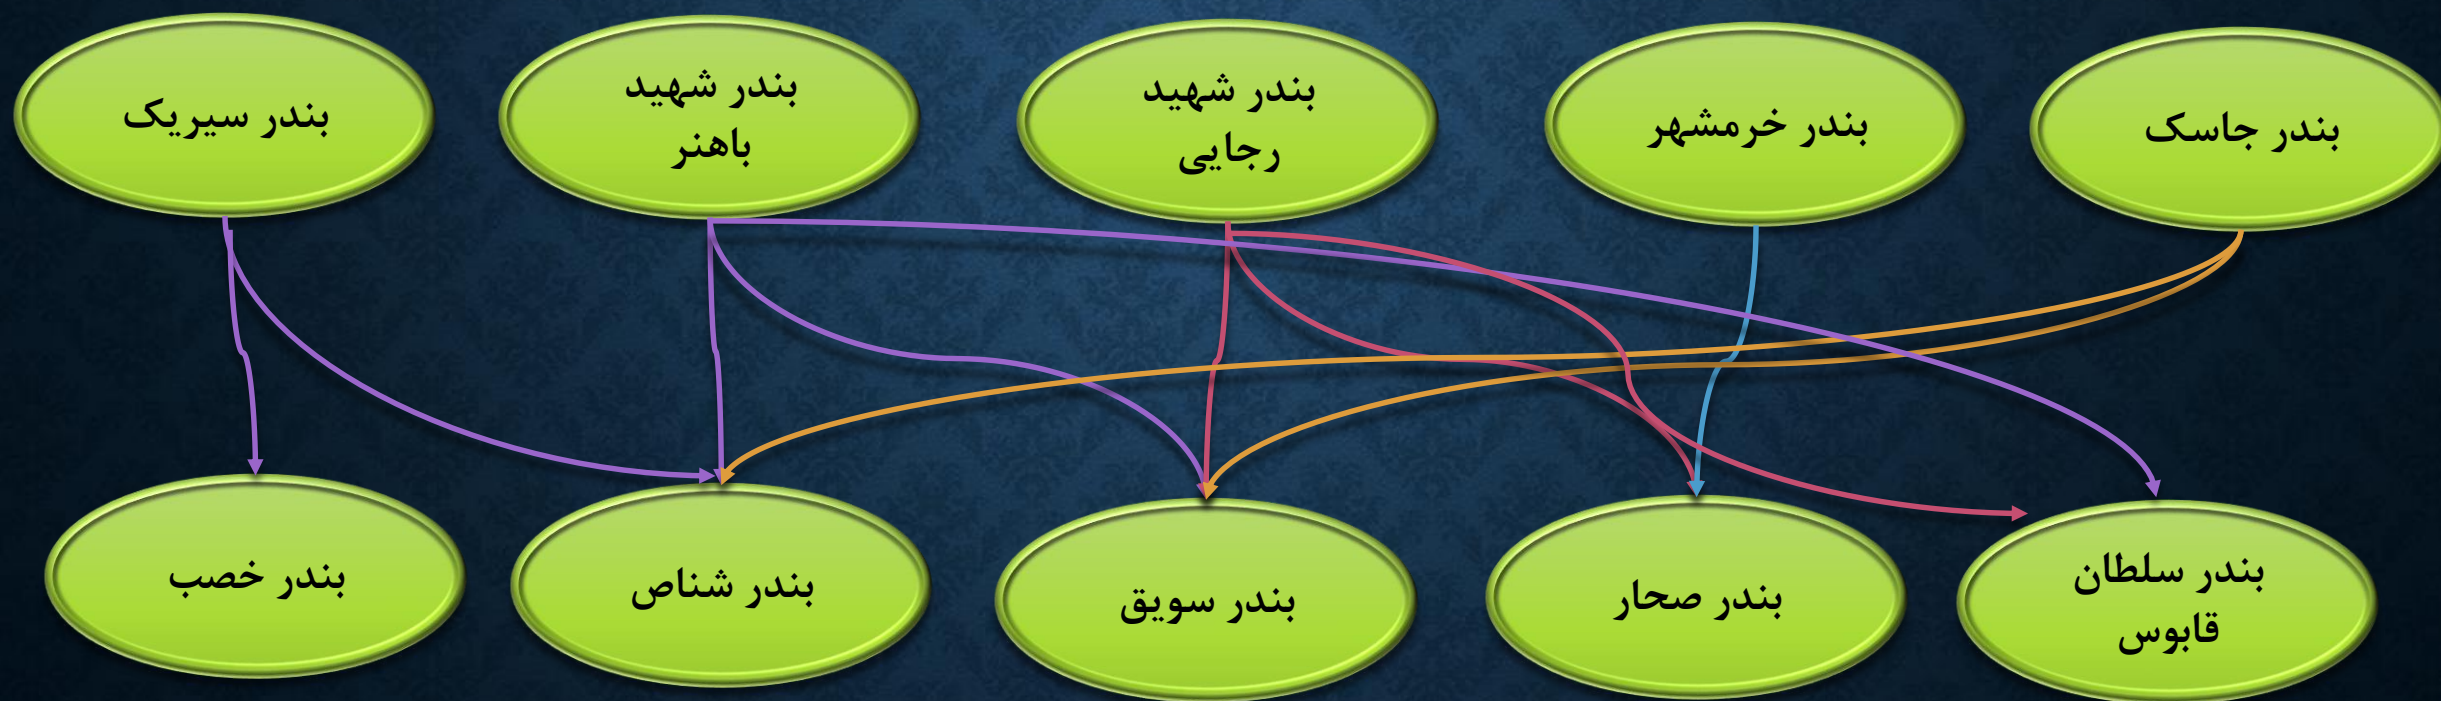 بندر جاسک
بندر خرمشهر
بندر شهید
رجایی
بندر شهید
باهنر
بندر سیریک
بندر سلطان
قابوس
بندر صحار
بندر سویق
بندر شناص
بندر خصب